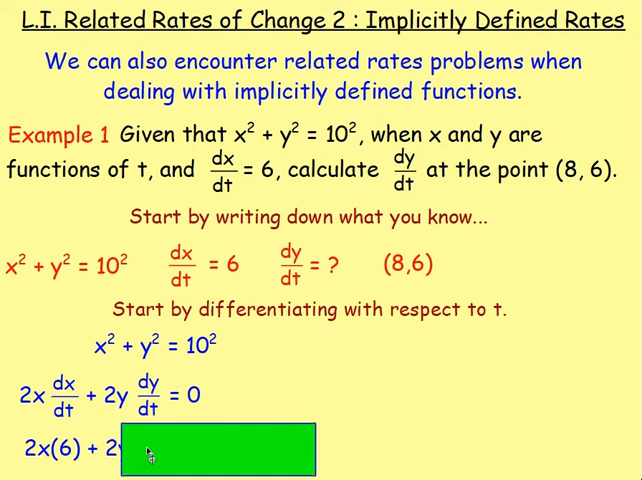 L.I. Related Rates of Change 2 : Implicitly Defined Rates
We can also encounter related rates problems when
dealing with implicitly defined functions.
Example 1 Given that x² + y² = 10², when x and y are
functions of t, and dx/dt = 6, calculate dy/dt at the point (8, 6).
Start by writing down what you know...
x² + y² = 10² dx/dt = 6 dy/dt = ? (8,6)
Start by differentiating with respect to t.
x² + y² = 10²
2x dx/dt + 2y dy/dt = 0
2x(6) + 2y